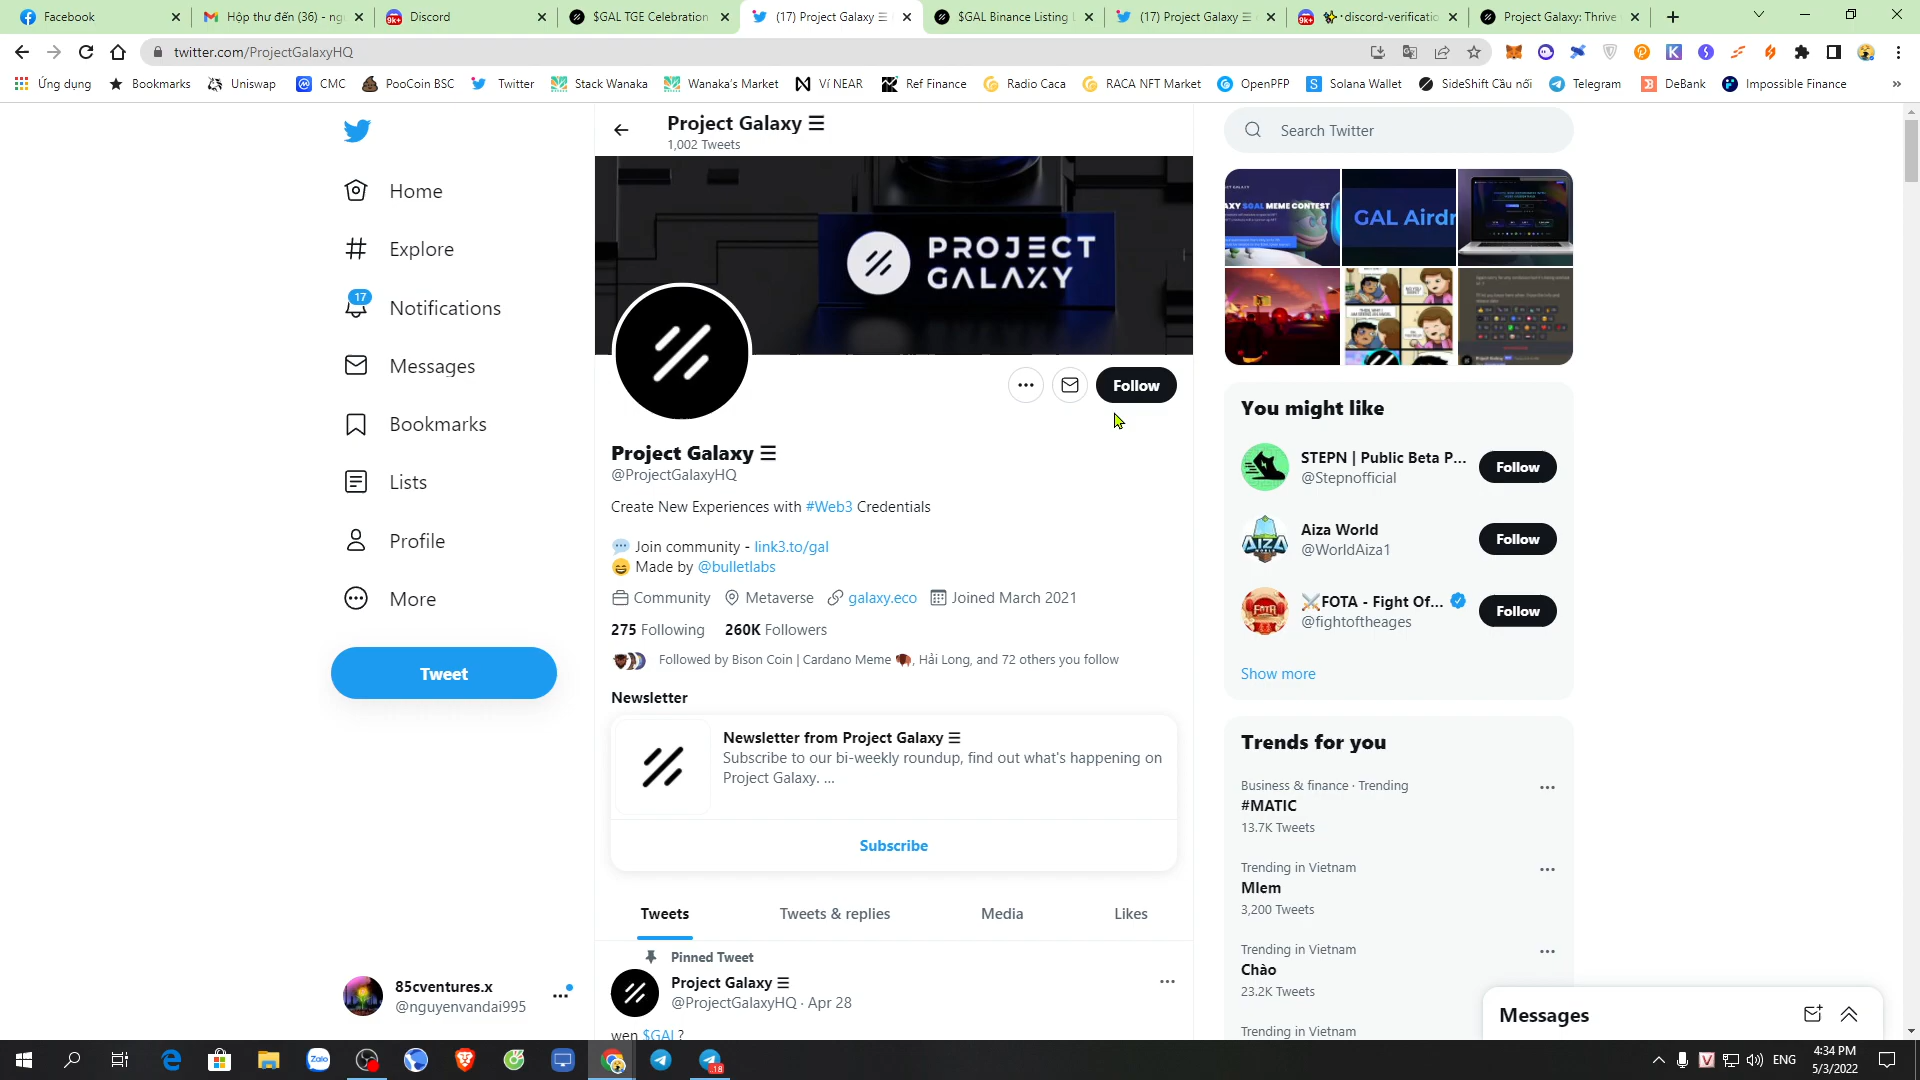 Facebook
Hộp thư đến (36) - ng
Discord
$GAL TGE Celebration
(17) Project Galaxy ☰
$GAL Binance Listing
(17) Project Galaxy ☰
discord-verificatio
Project Galaxy: Thrive
twitter.com/ProjectGalaxyHQ
Ứng dụng
Bookmarks
Uniswap
CMC
PooCoin BSC
Twitter
Stack Wanaka
Wanaka's Market
Ví NEAR
Ref Finance
Radio Caca
RACA NFT Market
OpenPFP
Solana Wallet
SideShift Cầu nối
Telegram
DeBank
Impossible Finance
Home
Explore
17
Notifications
Messages
Bookmarks
Lists
Profile
More
Tweet
85cventures.x
@nguyenvandai995
Project Galaxy ☰
1,002 Tweets
PROJECT
GALAXY
Follow
Project Galaxy ☰
@ProjectGalaxyHQ
Create New Experiences with #Web3 Credentials
💬 Join community - link3.to/gal
😄 Made by @bulletlabs
Community Metaverse galaxy.eco Joined March 2021
275 Following 260K Followers
Followed by Bison Coin | Cardano Meme 🦬, Hải Long, and 72 others you follow
Newsletter
Newsletter from Project Galaxy ☰
Subscribe to our bi-weekly roundup, find out what's happening on
Project Galaxy. ...
Subscribe
Tweets
Tweets & replies
Media
Likes
Pinned Tweet
Project Galaxy ☰
@ProjectGalaxyHQ · Apr 28
wen $GAL?
Search Twitter
AXY $GAL MEME CONTEST
GAL Airdr
You might like
STEPN | Public Beta P...
@Stepnofficial
Follow
AIZA
Aiza World
@WorldAiza1
Follow
FOTA
⚔️FOTA - Fight Of...
@fightoftheages
Follow
Show more
Trends for you
Business & finance · Trending
#MATIC
13.7K Tweets
Trending in Vietnam
Mlem
3,200 Tweets
Trending in Vietnam
Chào
23.2K Tweets
Trending in Vietnam
Messages
Zalo
18
ENG
4:34 PM
5/3/2022